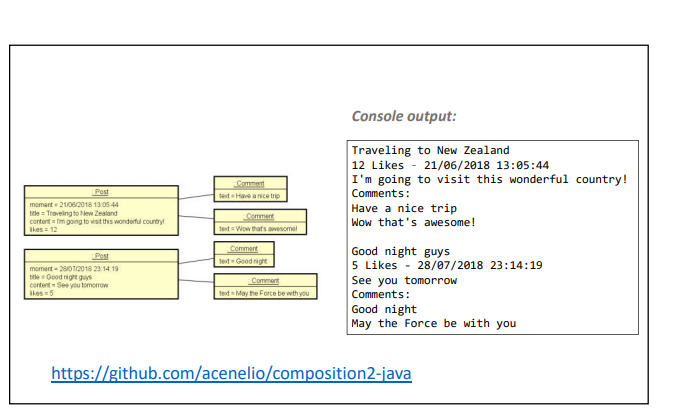 Console output:
Traveling to New Zealand
12 Likes - 21/06/2018 13:05:44
I'm going to visit this wonderful country!
Comments:
Have a nice trip
Wow that's awesome!
Good night guys
5 Likes - 28/07/2018 23:14:19
See you tomorrow
Comments:
Good night
May the Force be with you
: Post
moment = 21/06/2018 13:05:44
title = Traveling to New Zealand
content = I'm going to visit this wonderful country!
likes = 12
: Comment
text = Have a nice trip
: Comment
text = Wow that's awesome!
: Post
moment = 28/07/2018 23:14:19
title = Good night guys
content = See you tomorrow
likes = 5
: Comment
text = Good night
: Comment
text = May the Force be with you
https://github.com/acenelio/composition2-java